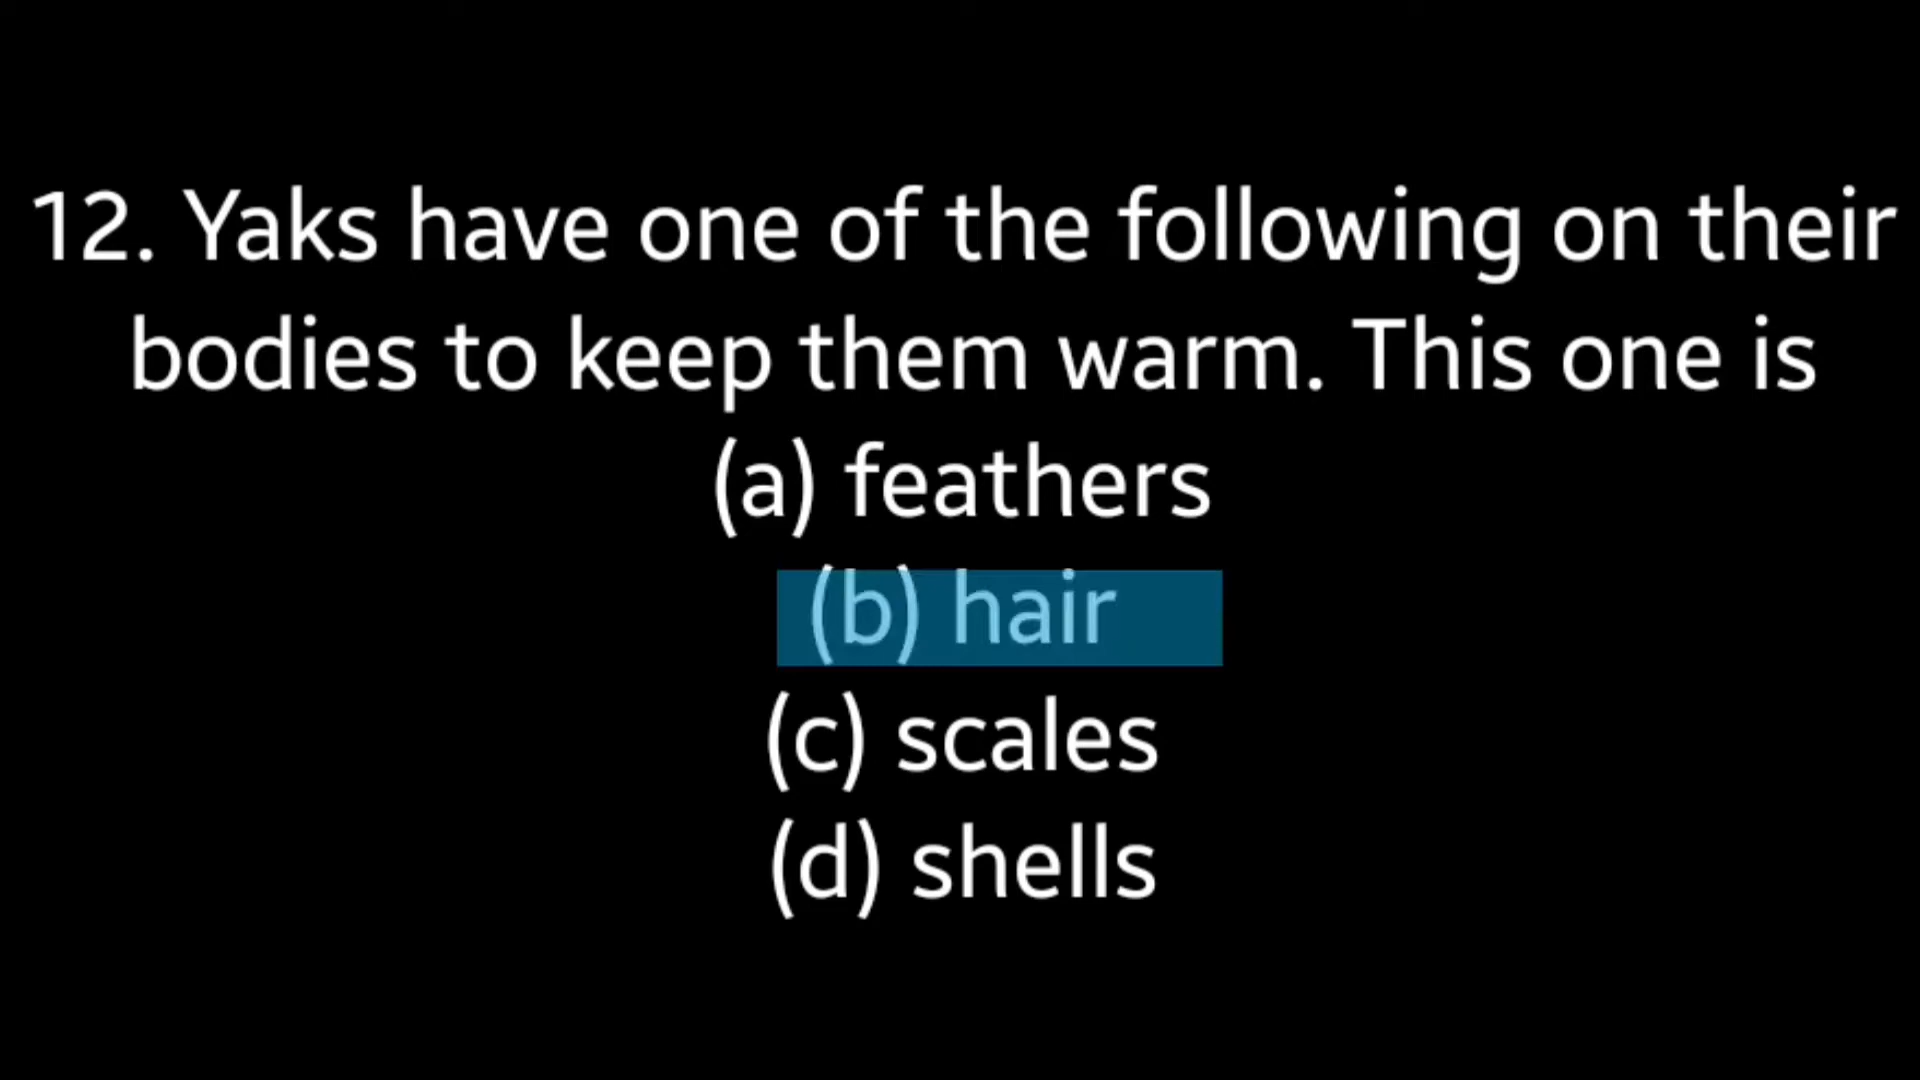 12. Yaks have one of the following on their
bodies to keep them warm. This one is
(a) feathers
(b) hair
(c) scales
(d) shells